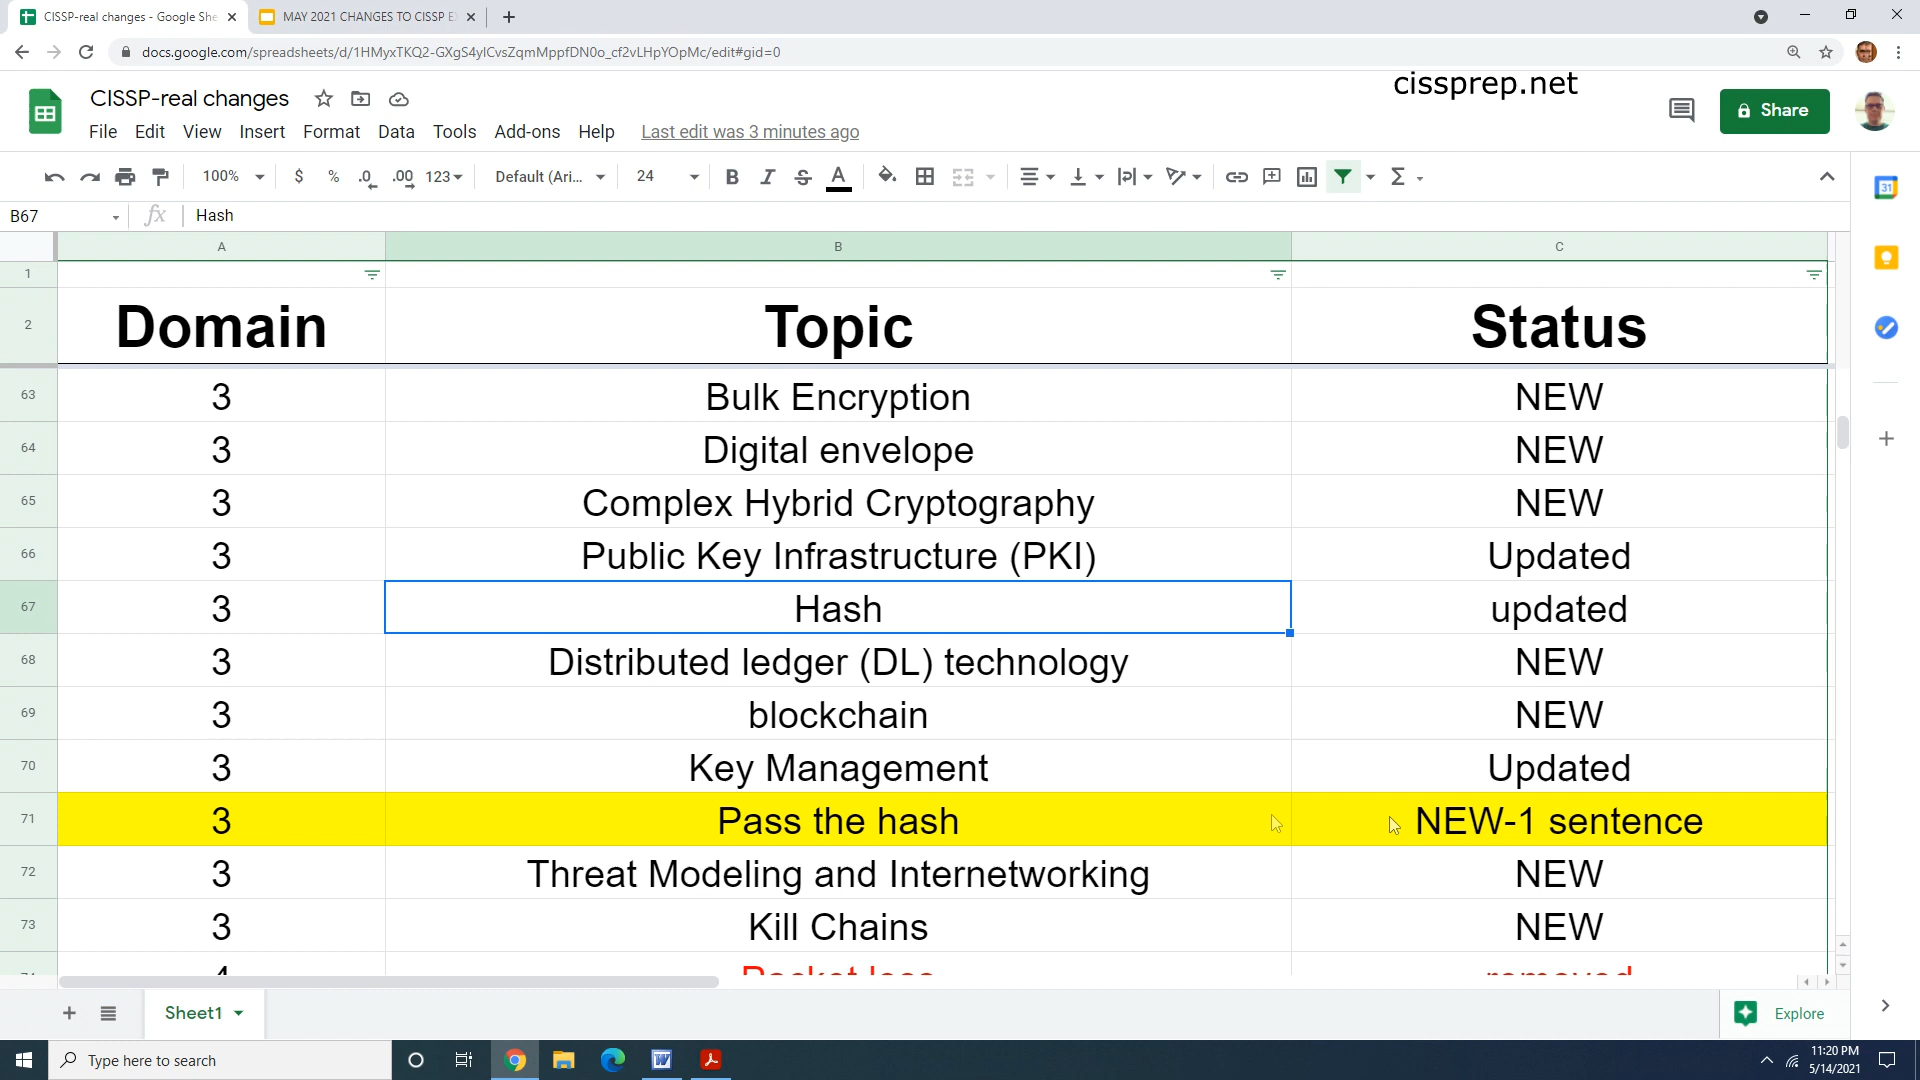 CISSP-real changes - Google She
MAY 2021 CHANGES TO CISSP E
docs.google.com/spreadsheets/d/1HMyxTKQ2-GXgS4ylCvsZqmMppfDN0o_cf2vLHpYOpMc/edit#gid=0
cissprep.net
CISSP-real changes
Share
File Edit View Insert Format Data Tools Add-ons Help Last edit was 3 minutes ago
100% $ % .0 .00 123 Default (Ari... 24 B I S A Σ
31
B67 fx Hash
A B C
1
2 Domain Topic Status
63 3 Bulk Encryption NEW
64 3 Digital envelope NEW
65 3 Complex Hybrid Cryptography NEW
66 3 Public Key Infrastructure (PKI) Updated
67 3 Hash updated
68 3 Distributed ledger (DL) technology NEW
69 3 blockchain NEW
70 3 Key Management Updated
71 3 Pass the hash NEW-1 sentence
72 3 Threat Modeling and Internetworking NEW
73 3 Kill Chains NEW
74 4 Packet loss removed
Sheet1 Explore
Type here to search
11:20 PM
5/14/2021